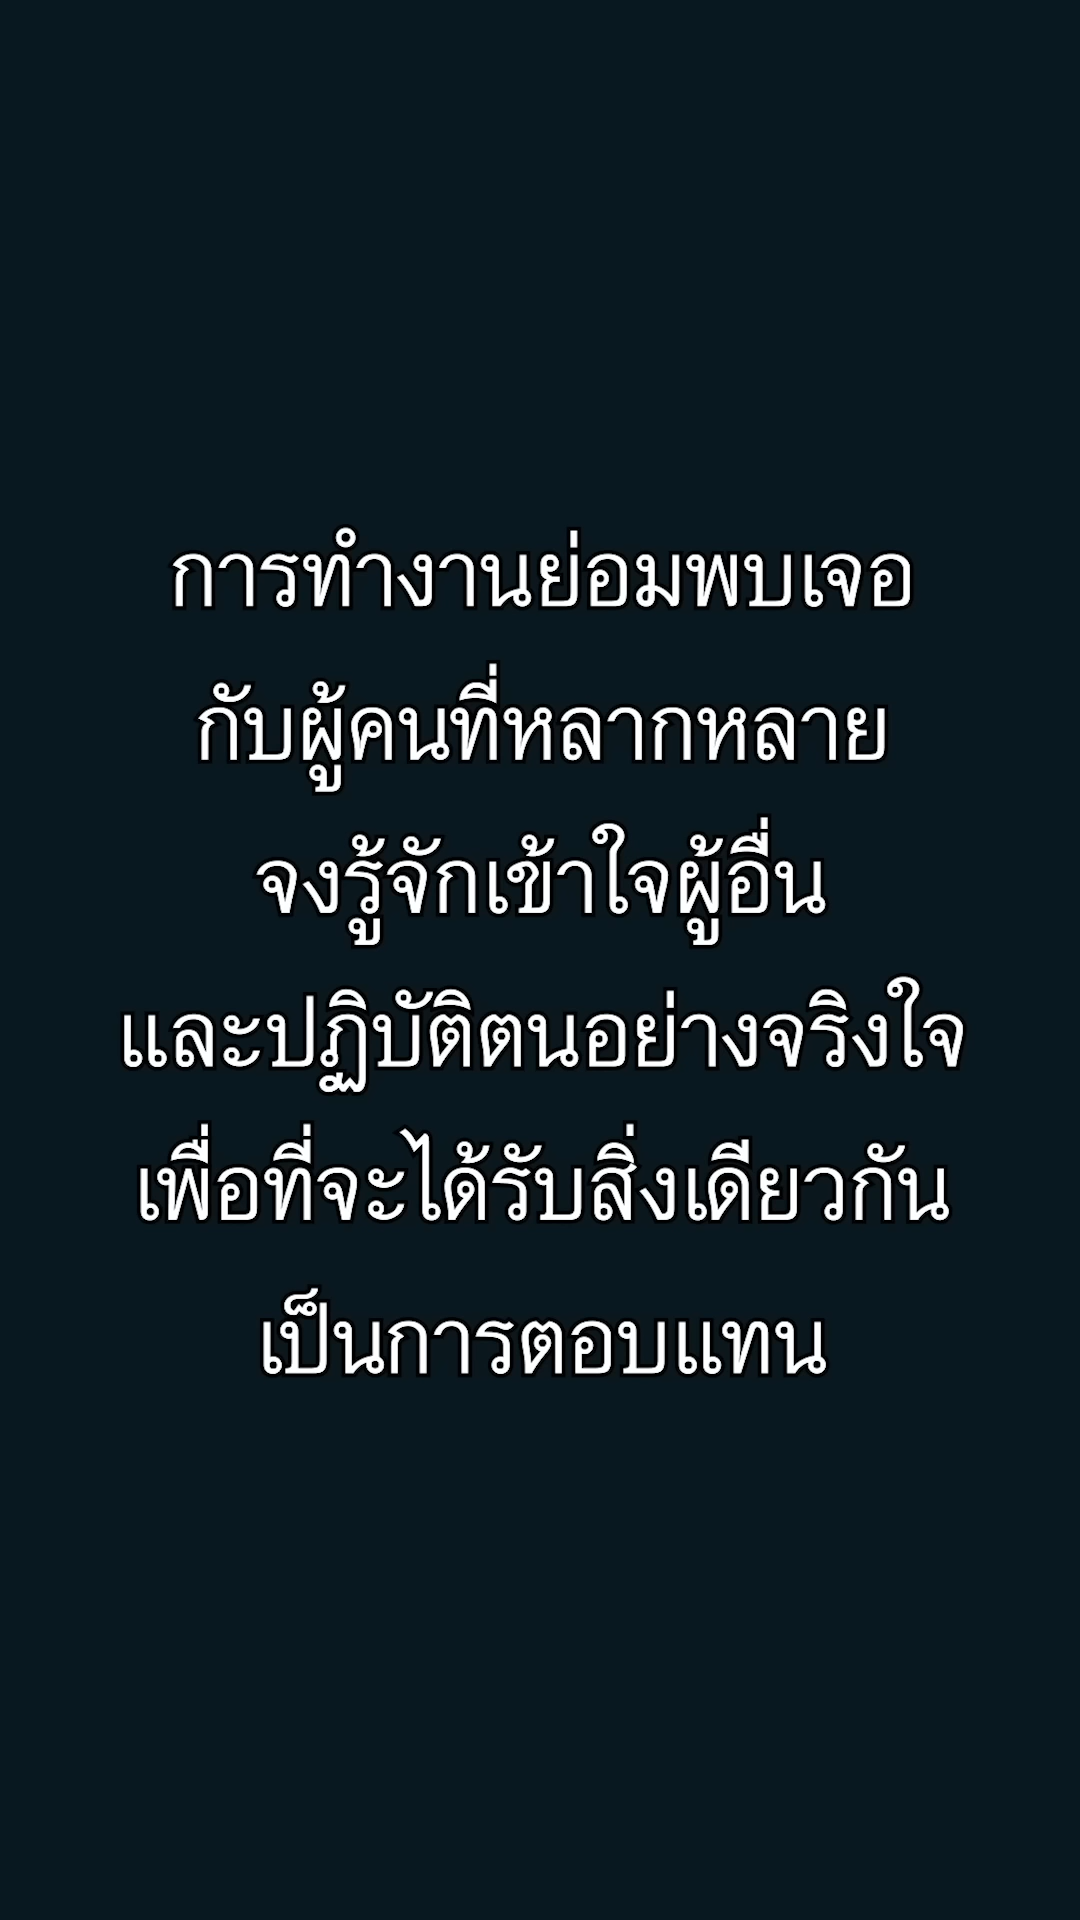 การทำงานย่อมพบเจอ
กับผู้คนที่หลากหลาย
จงรู้จักเข้าใจผู้อื่น
และปฏิบัติตนอย่างจริงใจ
เพื่อที่จะได้รับสิ่งเดียวกัน
เป็นการตอบแทน